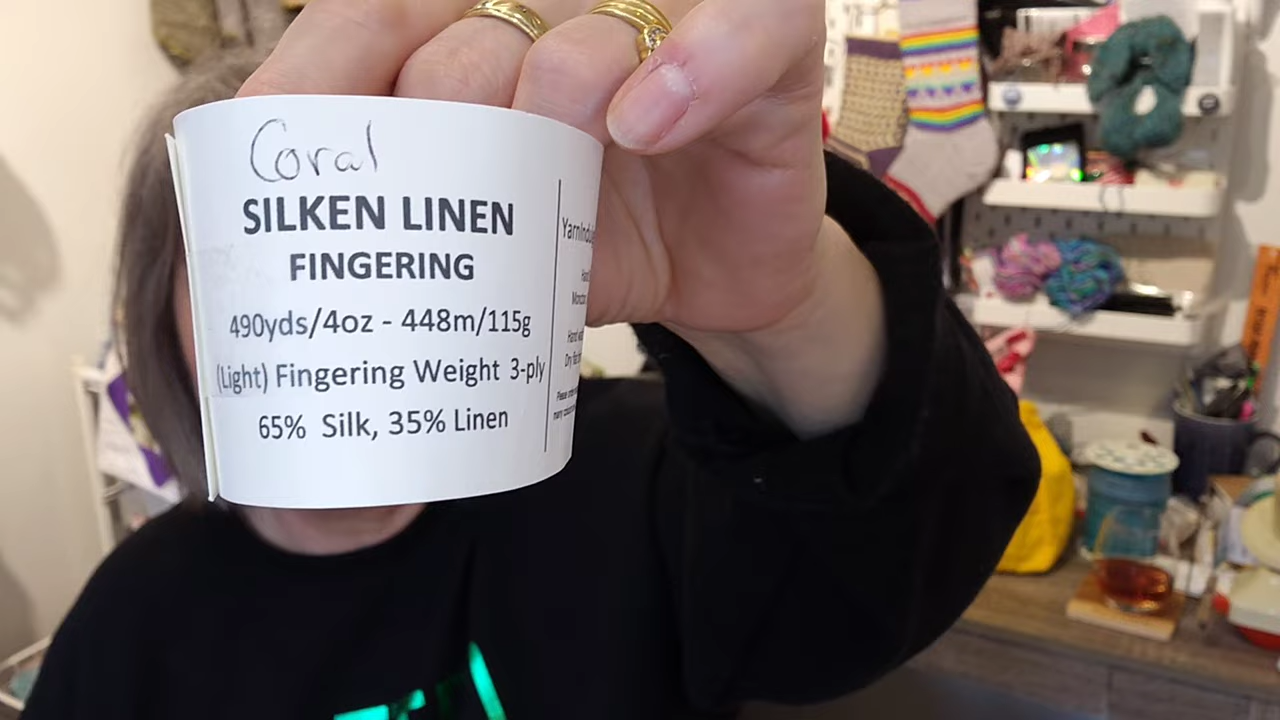 Coral
SILKEN LINEN
FINGERING
490yds/4oz - 448m/115g
(Light) Fingering Weight 3-ply
65% Silk, 35% Linen